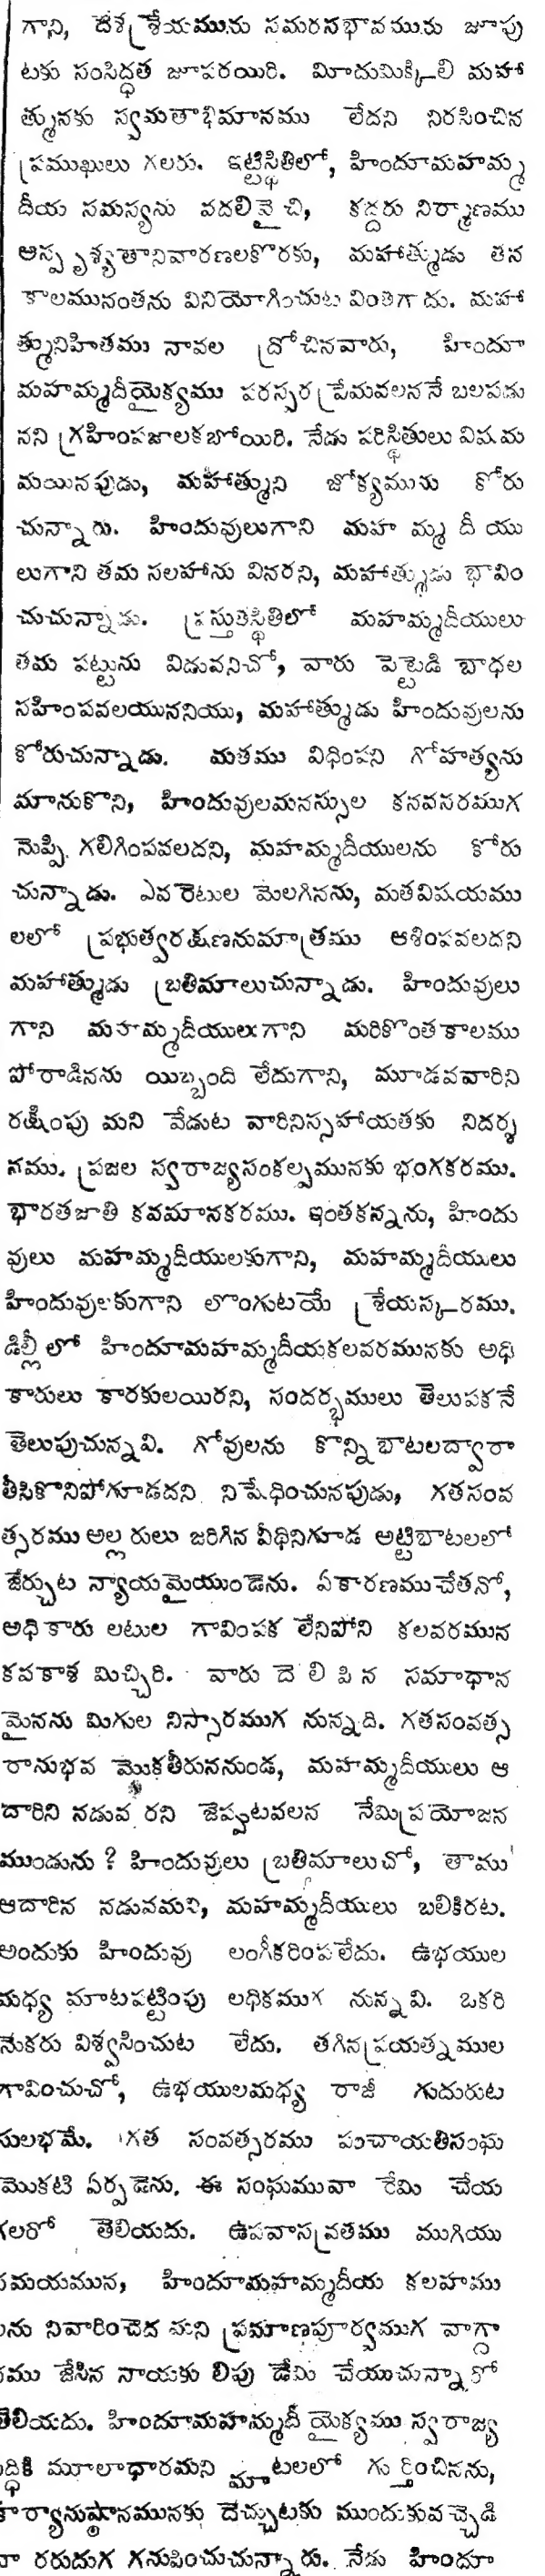 గాని, దేశశ్రేయమును సమరసభావమును జూపు
టకు సంసిద్ధత జూపరయిరి. మీదుమిక్కిలి మహా
త్మునకు స్వమతాభిమానము లేదని నిరసించిన
ప్రముఖులు గలరు. ఇట్టిస్థితిలో, హిందూమహమ్మ
దీయ సమస్యను వదలివైచి, కద్దరు నిర్మాణము
అస్పృశ్యతానివారణలకొరకు, మహాత్ముడు తన
కాలమునంతను వినియోగించుట వింతగాదు. మహా
త్మునిహితము నావల ద్రోచినవారు, హిందూ
మహమ్మదీయైక్యము పరస్పర ప్రేమవలననే బలపడు
నని గ్రహింపజాలకబోయిరి. నేడు పరిస్థితులు విషమ
మయినపుడు, మహాత్ముని జోక్యమును కోరు
చున్నారు. హిందువులుగాని మహమ్మదీయు
లుగాని తమ సలహాను వినరని, మహాత్ముడు భావిం
చుచున్నాడు. ప్రస్తుతస్థితిలో మహమ్మదీయులు
తమ పట్టును విడువనిచో, వారు పెట్టెడి బాధల
సహింపవలయుననియు, మహాత్ముడు హిందువులను
కోరుచున్నాడు. మతము విధింపని గోహత్యను
మానుకొని, హిందువులమనస్సుల కనవసరముగ
నొప్పి గలిగింపవలదని, మహమ్మదీయులను కోరు
చున్నాడు. ఎవరెటుల మెలగినను, మతవిషయము
లలో ప్రభుత్వరక్షణనుమాత్రము ఆశింపవలదని
మహాత్ముడు బ్రతిమాలుచున్నాడు. హిందువులు
గాని మహమ్మదీయులుగాని మరికొంతకాలము
పోరాడినను యిబ్బంది లేదుగాని, మూడవవారిని
రక్షింపు మని వేడుట వారినిస్సహాయతకు నిదర్శ
నము. ప్రజల స్వరాజ్యసంకల్పమునకు భంగకరము.
భారతజాతి కవమానకరము. ఇంతకన్నను, హిందు
వులు మహమ్మదీయులకుగాని, మహమ్మదీయులు
హిందువులకుగాని లొంగుటయే శ్రేయస్కరము.
డిల్లీలో హిందూమహమ్మదీయకలవరమునకు అధి
కారులు కారకులయిరని, సందర్భములు తెలుపకనే
తెలుపుచున్నవి. గోవులను కొన్నిబాటలద్వారా
తీసికొనిపోగూడదని నిషేధించునపుడు, గతసంవ
త్సరము అల్లరులు జరిగిన వీథినిగూడ అట్టిబాటలలో
జేర్చుట న్యాయమైయుండెను. ఏకారణముచేతనో,
అధికారు లటుల గావింపక లేనిపోని కలవరమున
కవకాశ మిచ్చిరి. వారు దెలిపిన సమాధాన
మైనను మిగుల నిస్సారముగ నున్నది. గతసంవత్స
రానుభవ మొకతీరుననుండ, మహమ్మదీయులు ఆ
దారిని నడువరని జెప్పుటవలన నేమిప్రయోజన
ముండును? హిందువులు బ్రతిమాలుచో, తాము
ఆదారిన నడువమని, మహమ్మదీయులు బలికిరట.
అందుకు హిందువు లంగీకరింపలేదు. ఉభయుల
మధ్య మాటపట్టింపు లధికముగ నున్నవి. ఒకరి
నొకరు విశ్వసించుట లేదు. తగినప్రయత్నముల
గావించుచో, ఉభయులమధ్య రాజీ గుదురుట
సులభమే. గత సంవత్సరము పంచాయతిసంఘ
మొకటి ఏర్పడెను. ఈ సంఘమువా రేమి చేయ
గలరో తెలియదు. ఉపవాసవ్రతము ముగియు
సమయమున, హిందూమహమ్మదీయ కలహము
లను నివారించెద మని ప్రమాణపూర్వముగ వాగ్దా
నము జేసిన నాయకు లిపు డేమి చేయుచున్నారో
తెలియదు. హిందూమహమ్మదీ యైక్యము స్వరాజ్య
ద్ధికి మూలాధారమని మాటలలో గుర్తించినను,
కార్యానుష్ఠానమునకు దెచ్చుటకు ముందుకువచ్చెడి
వా రరుదుగ గనుపించుచున్నారు. నేడు హిందూ